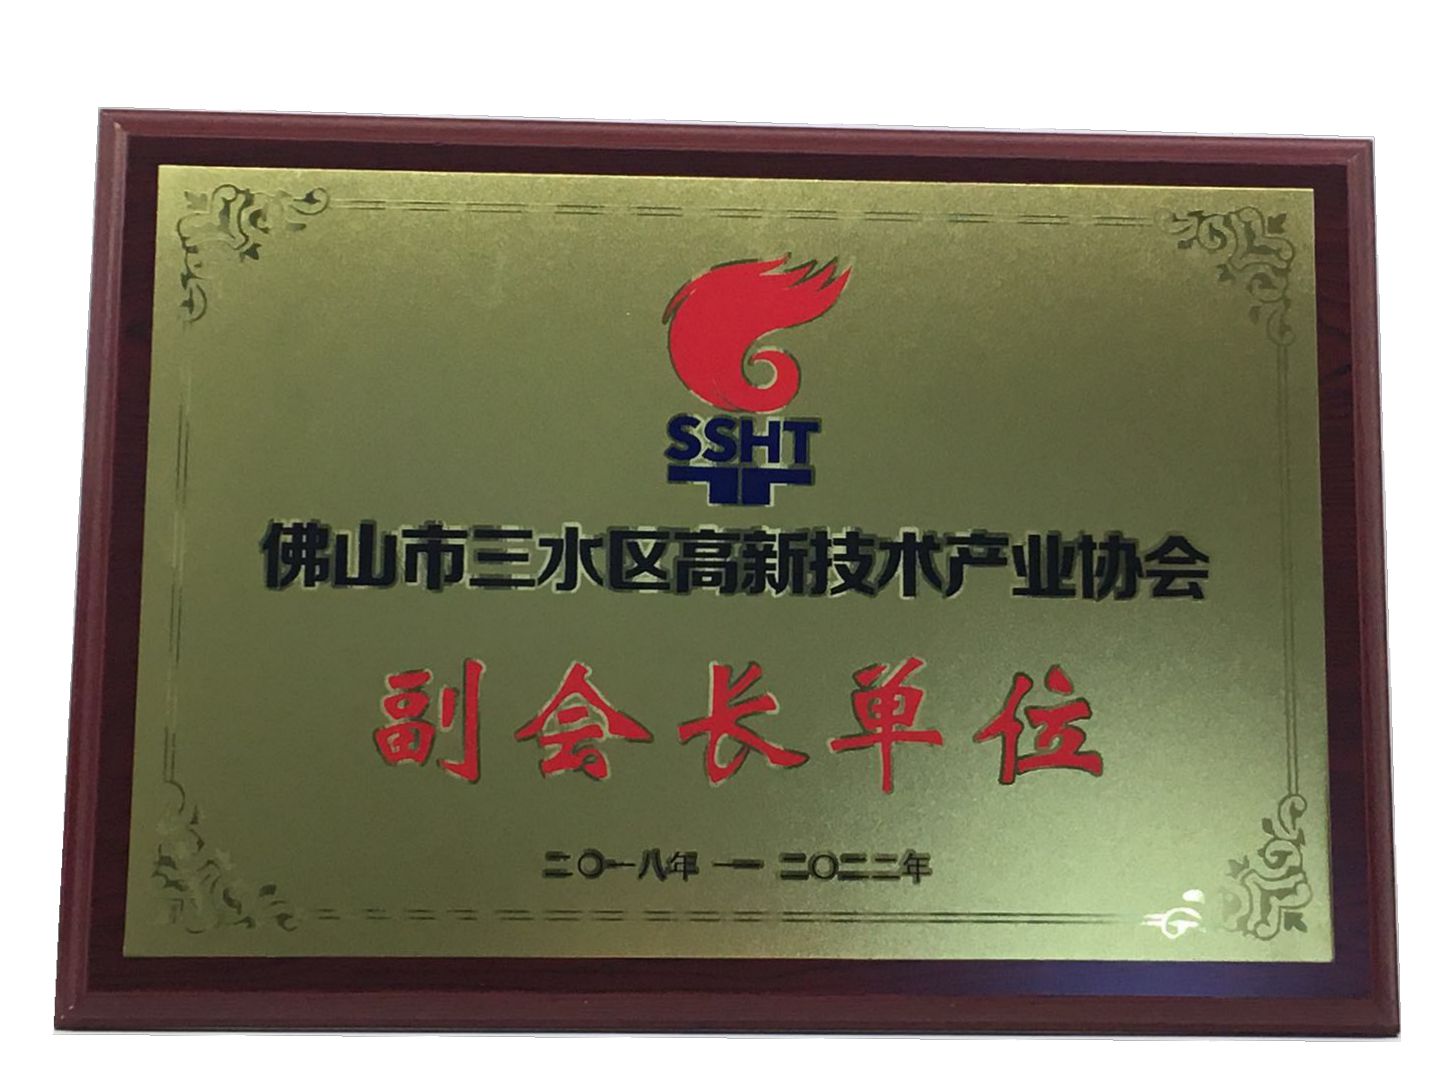 SSHT
佛山市三水区高新技术产业协会
副会长单位
二〇一八年 — 二〇二二年